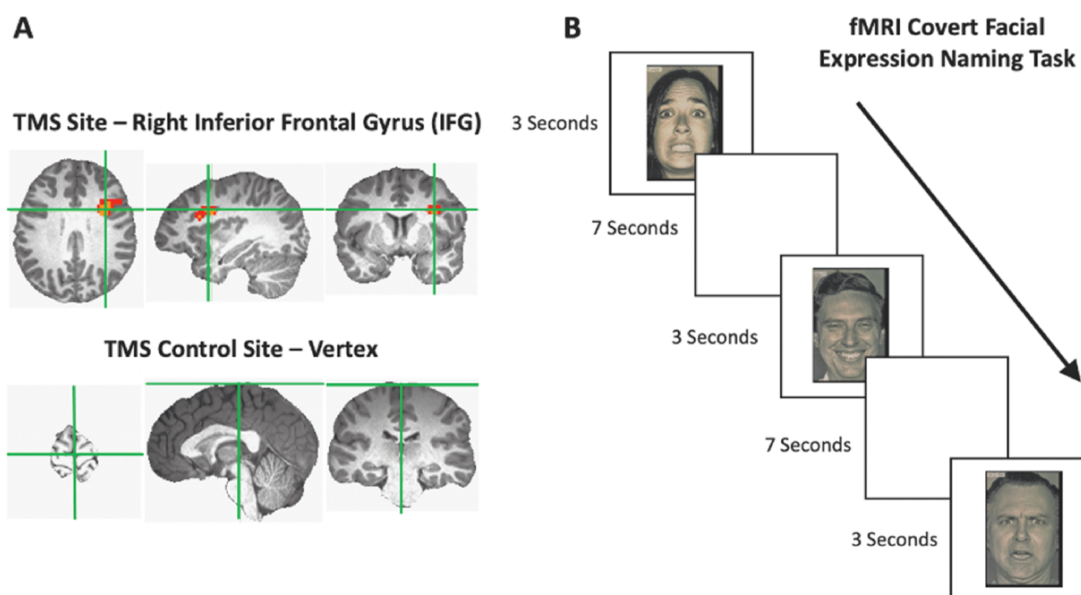 A
TMS Site – Right Inferior Frontal Gyrus (IFG)
TMS Control Site – Vertex
B
fMRI Covert Facial
Expression Naming Task
3 Seconds
7 Seconds
3 Seconds
7 Seconds
3 Seconds